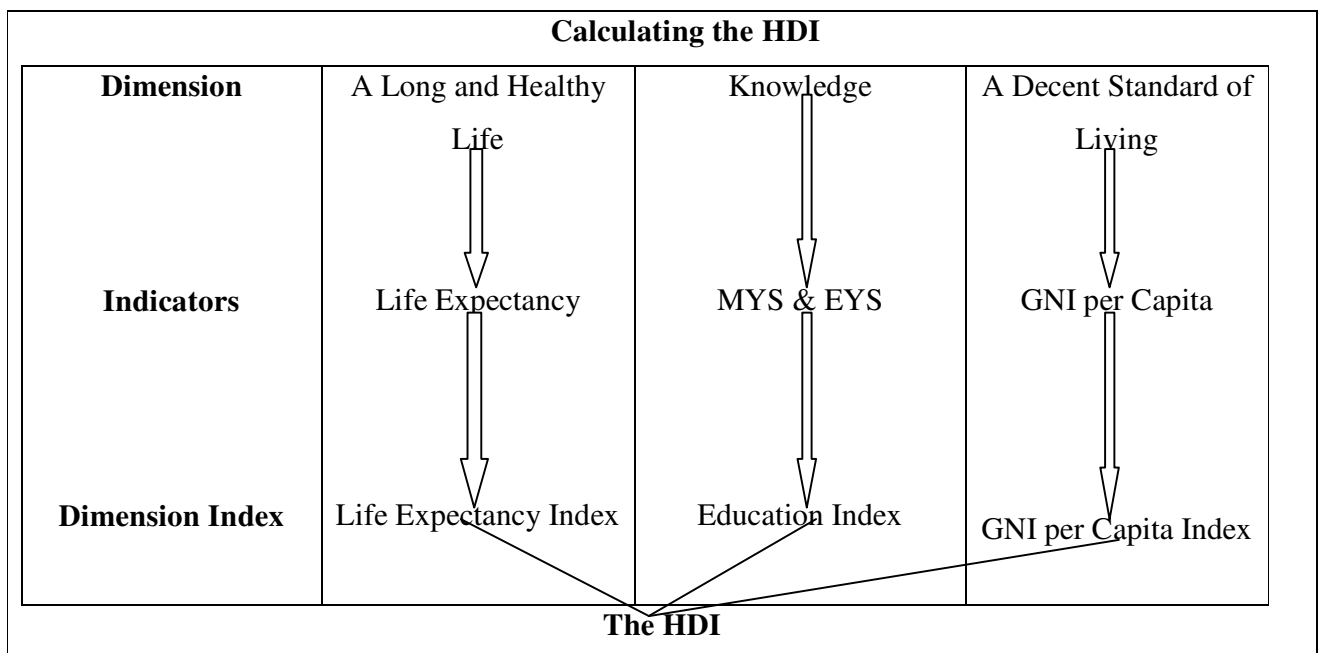 Calculating the HDI
Dimension
A Long and Healthy
Life
Knowledge
A Decent Standard of
Living
Indicators
Life Expectancy
MYS & EYS
GNI per Capita
Dimension Index
Life Expectancy Index
Education Index
GNI per Capita Index
The HDI